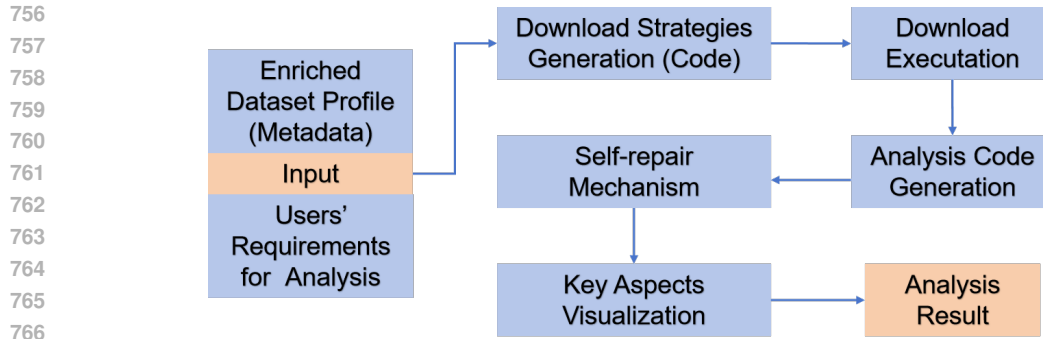 756
757
758
759
760
761
762
763
764
765
766
Enriched
Dataset Profile
(Metadata)
Input
Users'
Requirements
for Analysis
Download Strategies
Generation (Code)
Download
Executation
Analysis Code
Generation
Self-repair
Mechanism
Key Aspects
Visualization
Analysis
Result